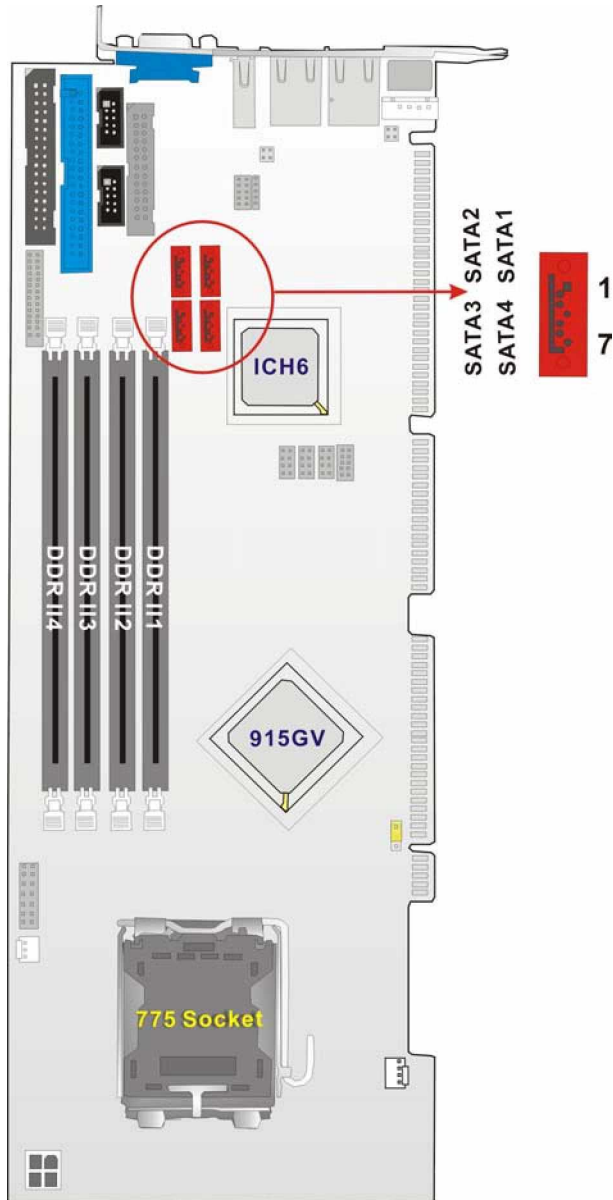 SATA2 SATA1
SATA3 SATA4
1
7
ICH6
DDR II4
DDR II3
DDR II2
DDR II1
915GV
775 Socket